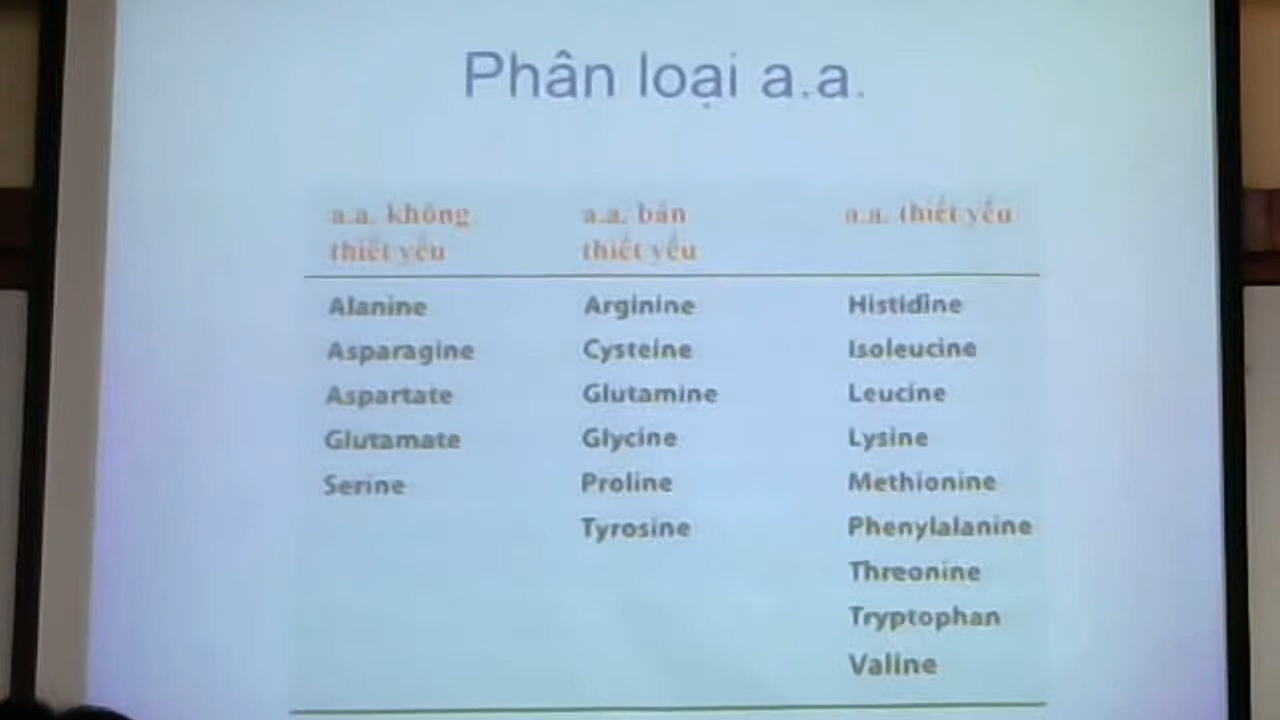 Phân loại a.a.
a.a. không thiết yếu
a.a. bán thiết yếu
a.a. thiết yếu
Alanine Arginine Histidine
Asparagine Cysteine Isoleucine
Aspartate Glutamine Leucine
Glutamate Glycine Lysine
Serine Proline Methionine
Tyrosine Phenylalanine
Threonine
Tryptophan
Valine